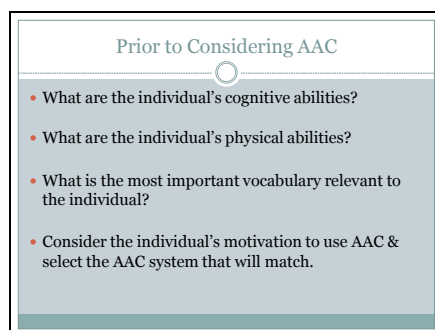 Prior to Considering AAC
• What are the individual's cognitive abilities?
• What are the individual's physical abilities?
• What is the most important vocabulary relevant to
the individual?
• Consider the individual's motivation to use AAC &
select the AAC system that will match.